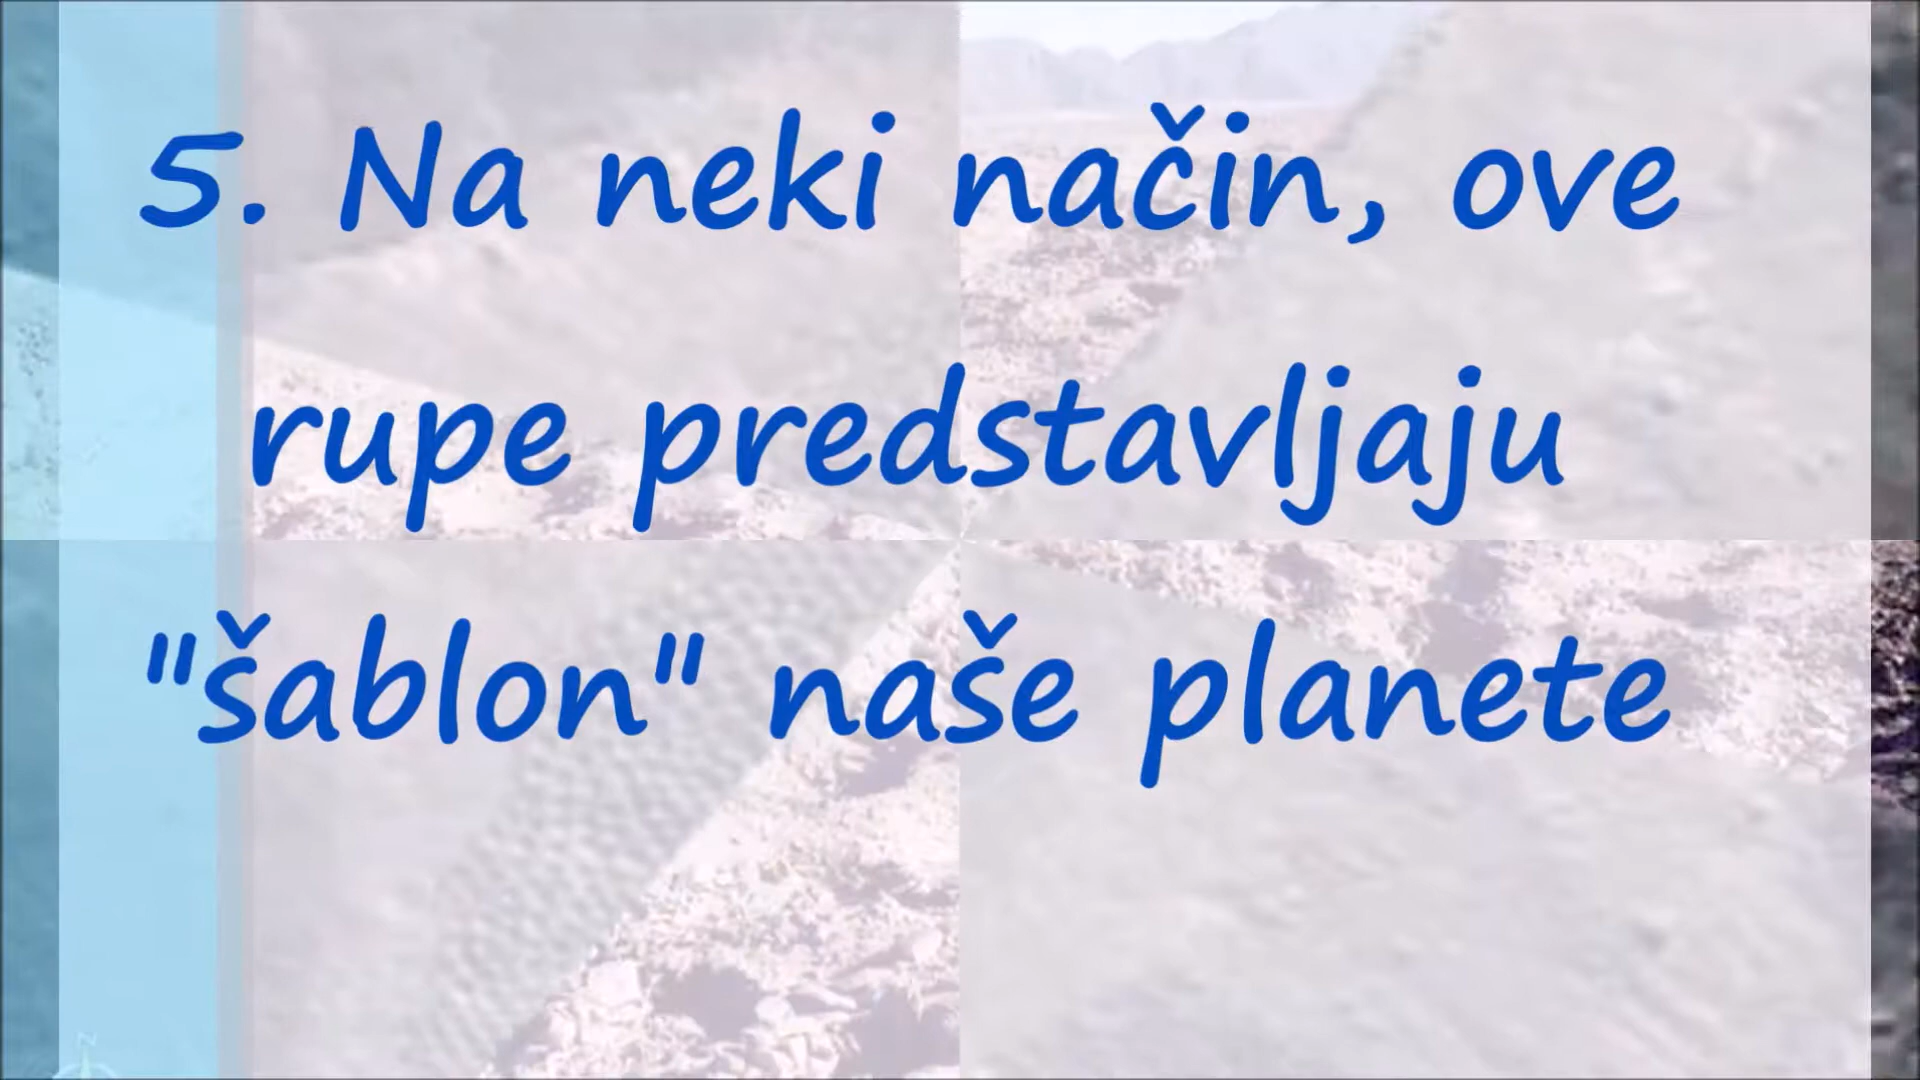 5. Na neki način, ove
rupe predstavljaju
"šablon" naše planete
N